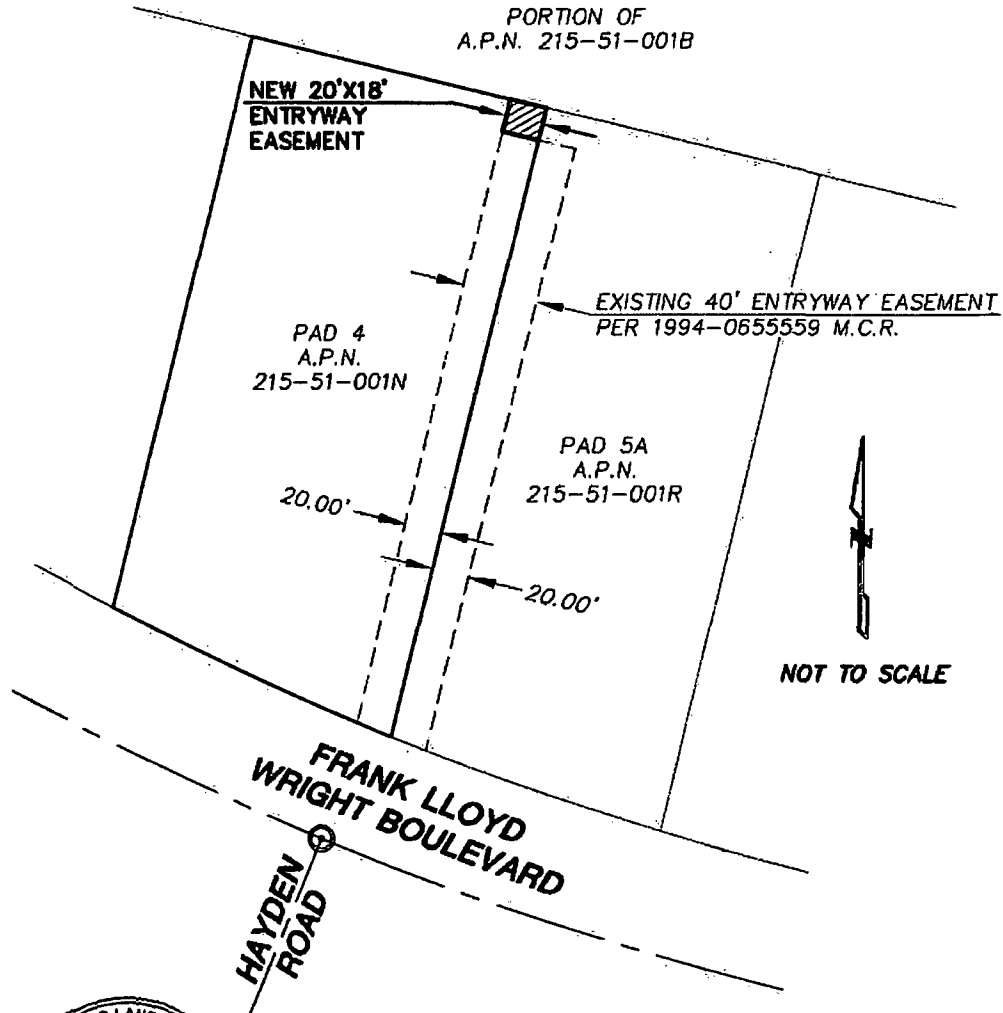 PORTION OF
A.P.N. 215-51-001B
NEW 20'X18'
ENTRYWAY
EASEMENT
EXISTING 40' ENTRYWAY EASEMENT
PER 1994-0655559 M.C.R.
PAD 4
A.P.N.
215-51-001N
PAD 5A
A.P.N.
215-51-001R
20.00'
20.00'
N
NOT TO SCALE
FRANK LLOYD
WRIGHT BOULEVARD
HAYDEN
ROAD